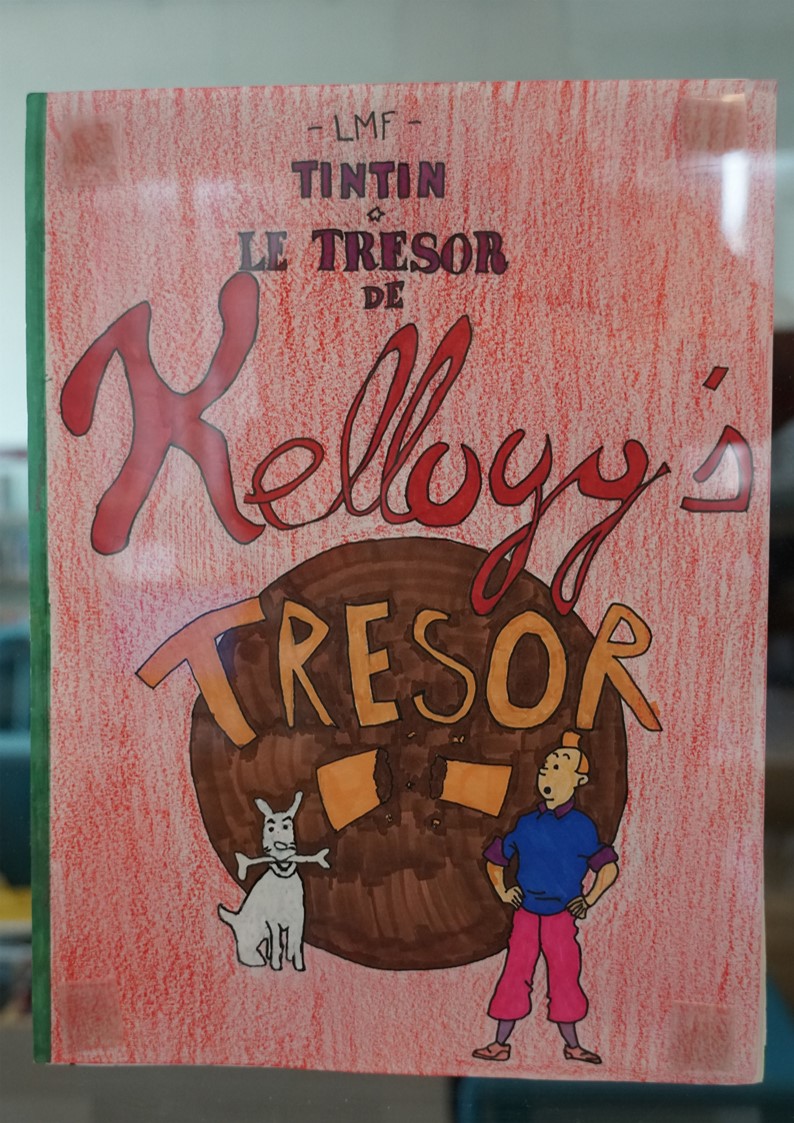 - LMF -
TINTIN
LE TRESOR
DE
Kellogg's
TRESOR